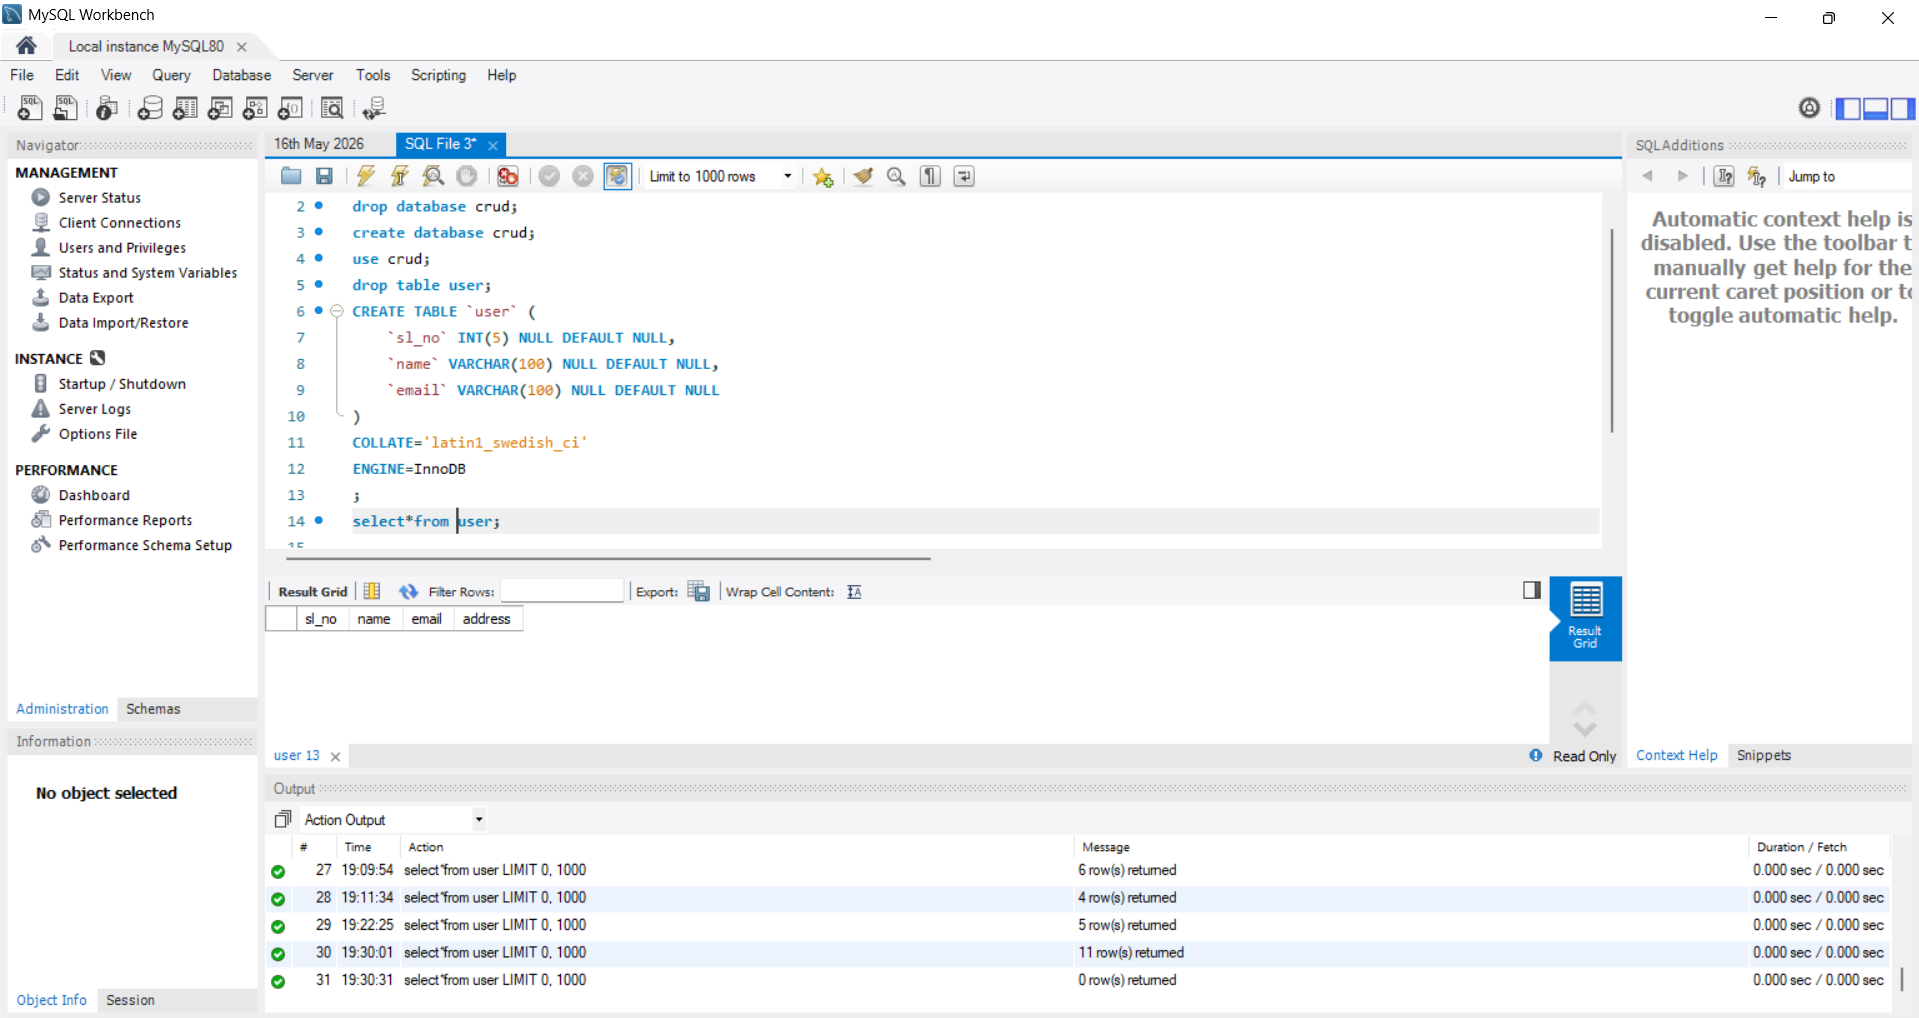 MySQL Workbench
Local instance MySQL80
File Edit View Query Database Server Tools Scripting Help
Navigator
MANAGEMENT
Server Status
Client Connections
Users and Privileges
Status and System Variables
Data Export
Data Import/Restore
INSTANCE
Startup / Shutdown
Server Logs
Options File
PERFORMANCE
Dashboard
Performance Reports
Performance Schema Setup
Administration Schemas
Information
No object selected
Object Info Session
16th May 2026 SQL File 3*
Limit to 1000 rows
2 drop database crud;
3 create database crud;
4 use crud;
5 drop table user;
6 CREATE TABLE `user` (
7 `sl_no` INT(5) NULL DEFAULT NULL,
8 `name` VARCHAR(100) NULL DEFAULT NULL,
9 `email` VARCHAR(100) NULL DEFAULT NULL
10 )
11 COLLATE='latin1_swedish_ci'
12 ENGINE=InnoDB
13 ;
14 select*from user;
15
Result Grid Filter Rows: Export: Wrap Cell Content:
sl_no name email address
Result
Grid
user 13 Read Only
SQLAdditions
Jump to
Automatic context help is
disabled. Use the toolbar t
manually get help for the
current caret position or to
toggle automatic help.
Context Help Snippets
Output
Action Output
# Time Action Message Duration / Fetch
27 19:09:54 select*from user LIMIT 0, 1000 6 row(s) returned 0.000 sec / 0.000 sec
28 19:11:34 select*from user LIMIT 0, 1000 4 row(s) returned 0.000 sec / 0.000 sec
29 19:22:25 select*from user LIMIT 0, 1000 5 row(s) returned 0.000 sec / 0.000 sec
30 19:30:01 select*from user LIMIT 0, 1000 11 row(s) returned 0.000 sec / 0.000 sec
31 19:30:31 select*from user LIMIT 0, 1000 0 row(s) returned 0.000 sec / 0.000 sec